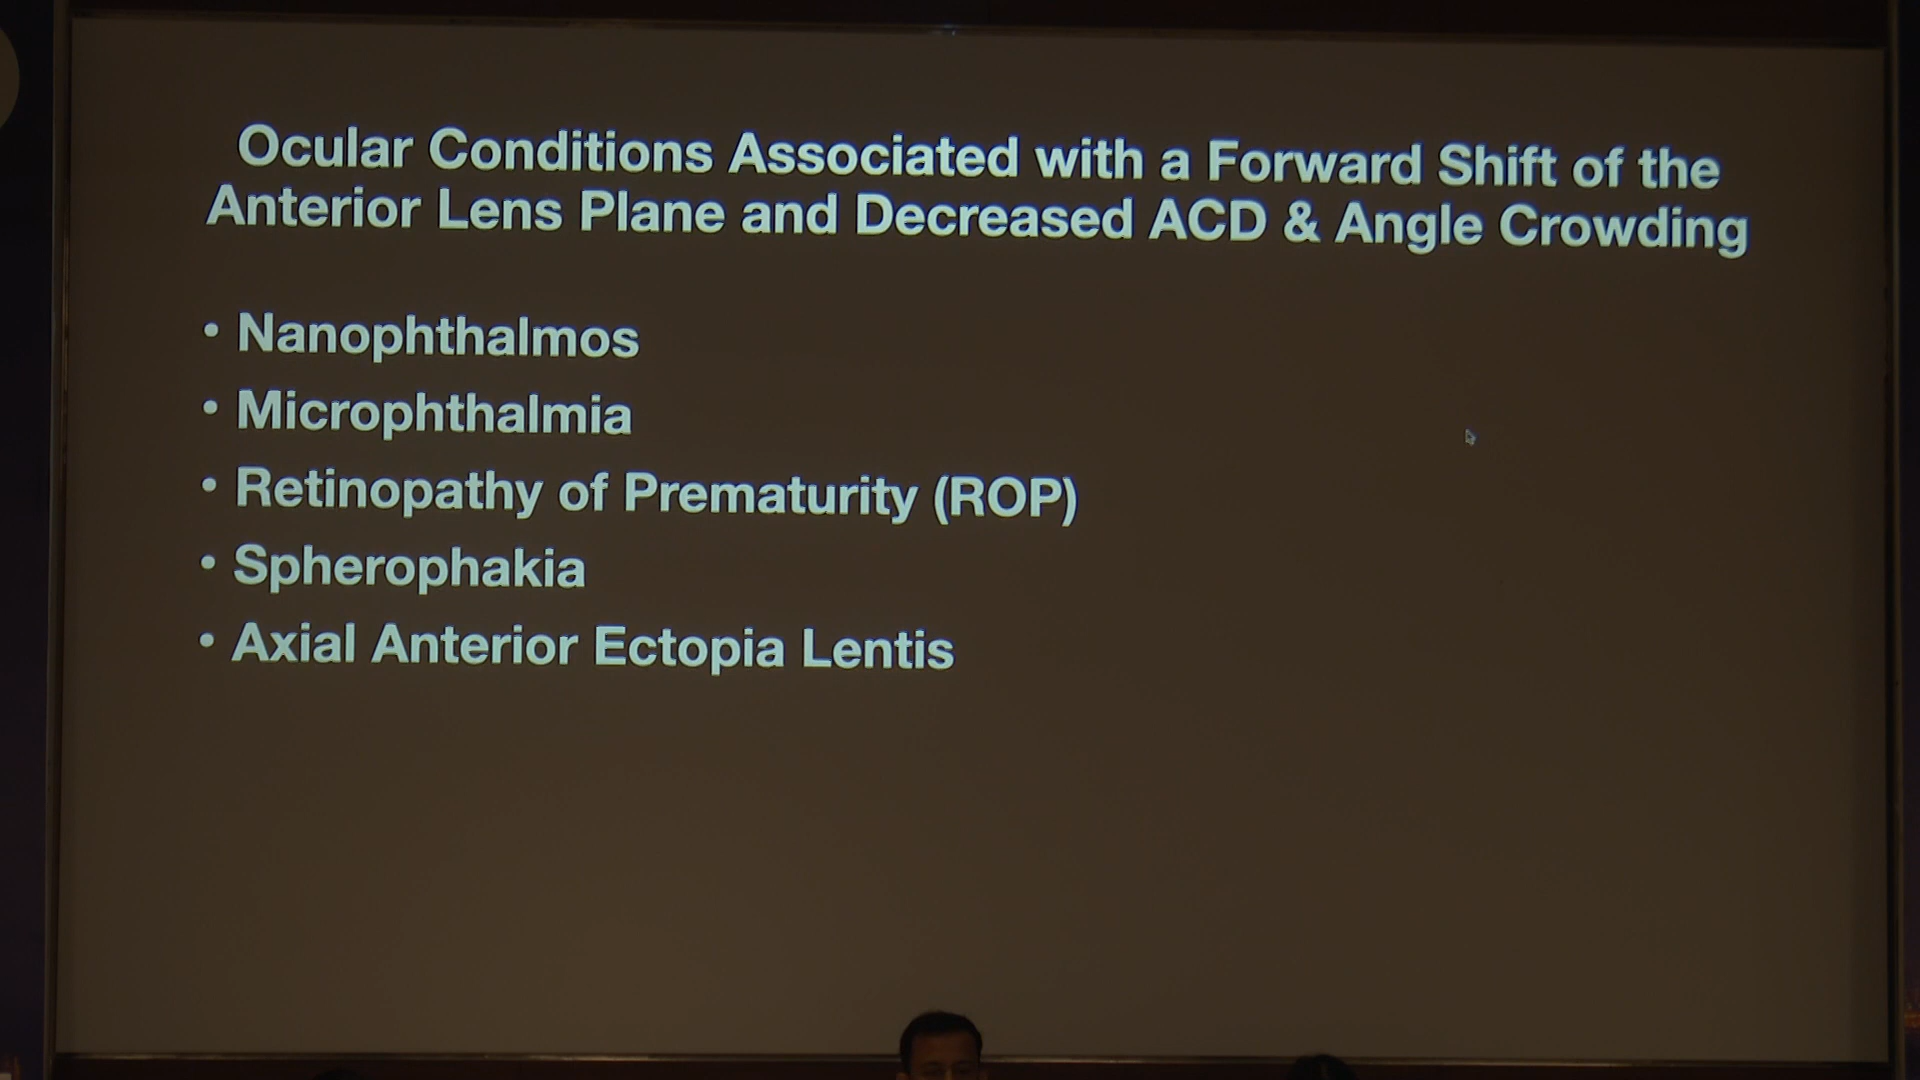 Ocular Conditions Associated with a Forward Shift of the
Anterior Lens Plane and Decreased ACD & Angle Crowding
• Nanophthalmos
• Microphthalmia
• Retinopathy of Prematurity (ROP)
• Spherophakia
• Axial Anterior Ectopia Lentis